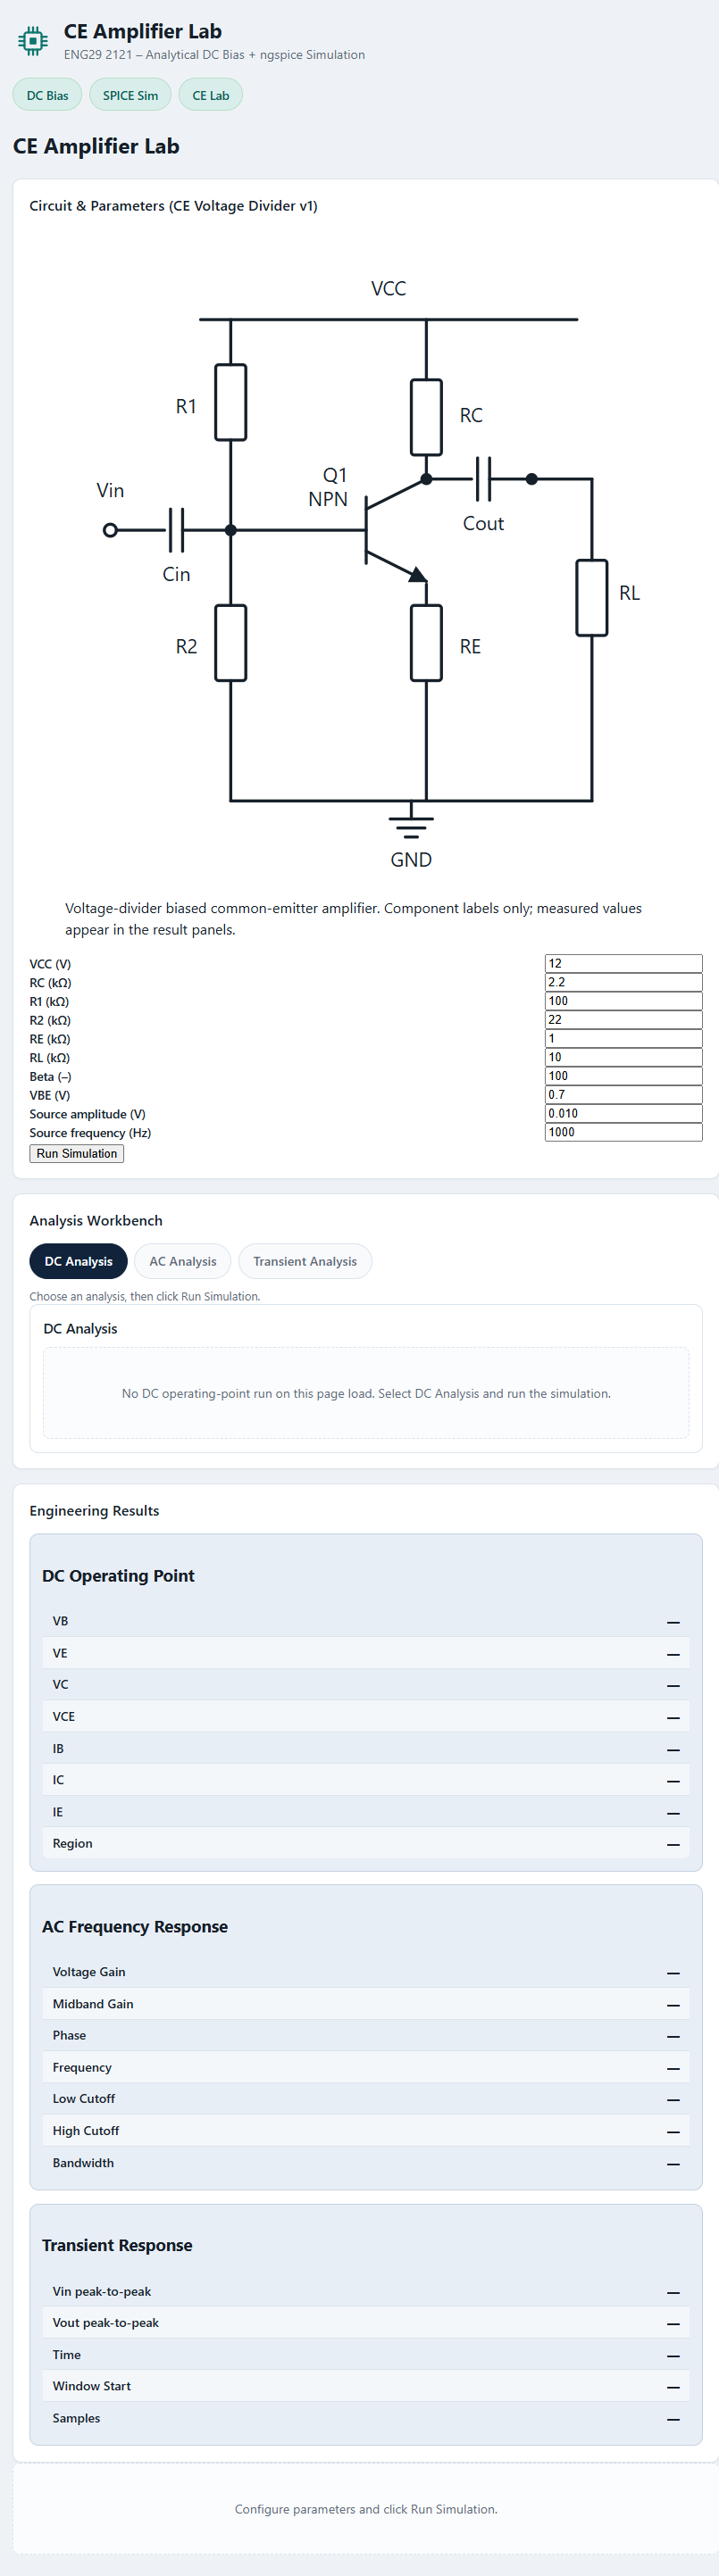 CE Amplifier Lab
ENG29 2121 – Analytical DC Bias + ngspice Simulation
DC Bias
SPICE Sim
CE Lab
CE Amplifier Lab
Circuit & Parameters (CE Voltage Divider v1)
VCC
R1
RC
Q1
NPN
Vin
Cout
Cin
RL
R2
RE
GND
Voltage-divider biased common-emitter amplifier. Component labels only; measured values
appear in the result panels.
VCC (V) 12
RC (kΩ) 2.2
R1 (kΩ) 100
R2 (kΩ) 22
RE (kΩ) 1
RL (kΩ) 10
Beta (–) 100
VBE (V) 0.7
Source amplitude (V) 0.010
Source frequency (Hz) 1000
Run Simulation
Analysis Workbench
DC Analysis
AC Analysis
Transient Analysis
Choose an analysis, then click Run Simulation.
DC Analysis
No DC operating-point run on this page load. Select DC Analysis and run the simulation.
Engineering Results
DC Operating Point
VB —
VE —
VC —
VCE —
IB —
IC —
IE —
Region —
AC Frequency Response
Voltage Gain —
Midband Gain —
Phase —
Frequency —
Low Cutoff —
High Cutoff —
Bandwidth —
Transient Response
Vin peak-to-peak —
Vout peak-to-peak —
Time —
Window Start —
Samples —
Configure parameters and click Run Simulation.